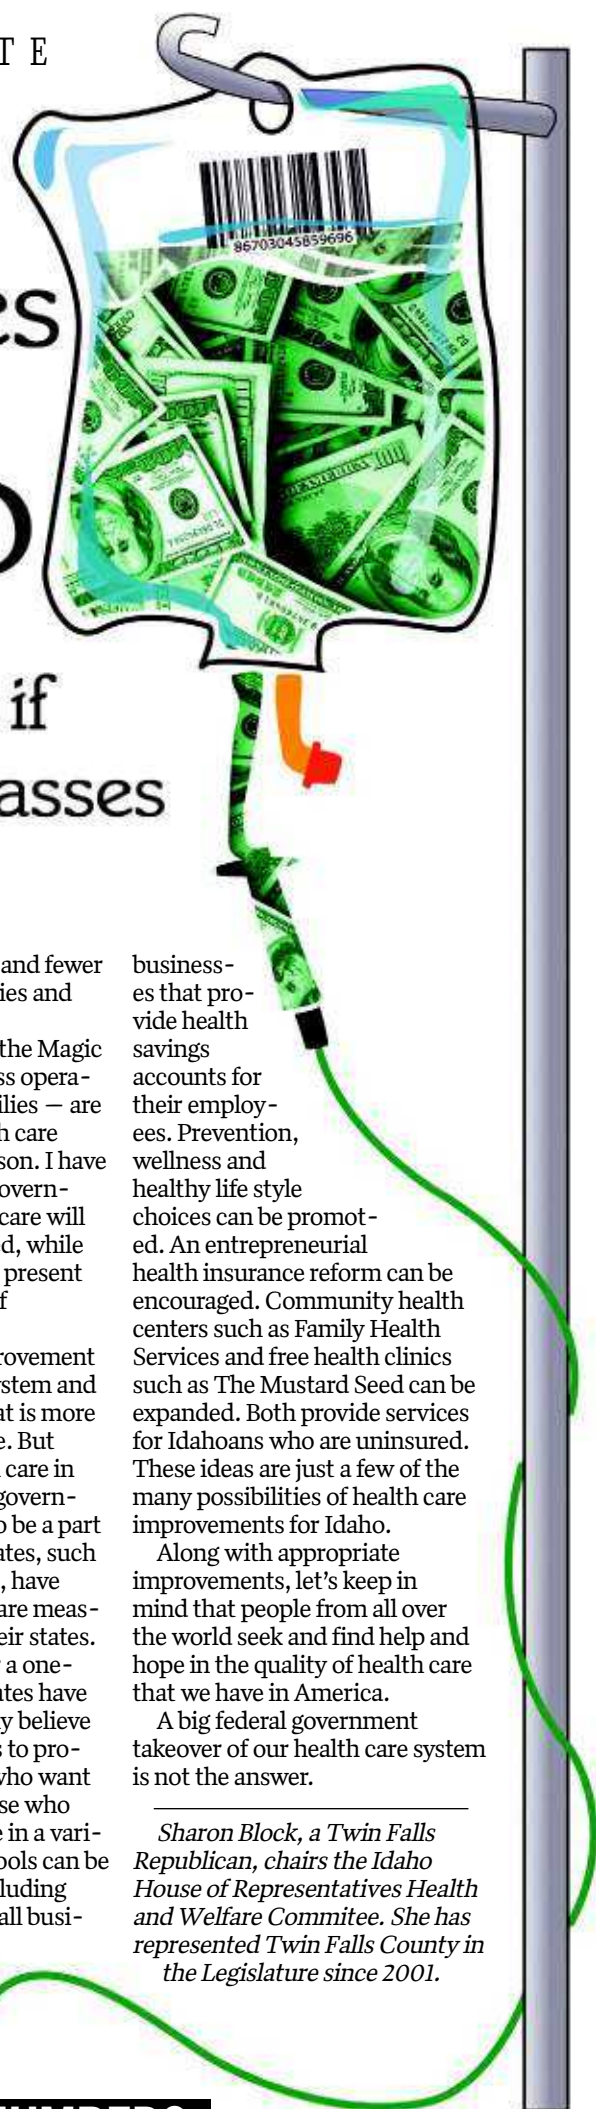 T E
86703045859696
es
O
if
asses
and fewer
ies and
the Magic
ss opera-
ilies — are
h care
son. I have
overn-
care will
ed, while
present
f
rovement
stem and
at is more
e. But
care in
govern-
o be a part
ates, such
, have
are meas-
eir states.
a one-
ates have
ly believe
s to pro-
who want
se who
e in a vari-
ools can be
luding
all busi-
business-
es that pro-
vide health
savings
accounts for
their employ-
ees. Prevention,
wellness and
healthy life style
choices can be promot-
ed. An entrepreneurial
health insurance reform can be
encouraged. Community health
centers such as Family Health
Services and free health clinics
such as The Mustard Seed can be
expanded. Both provide services
for Idahoans who are uninsured.
These ideas are just a few of the
many possibilities of health care
improvements for Idaho.
Along with appropriate
improvements, let's keep in
mind that people from all over
the world seek and find help and
hope in the quality of health care
that we have in America.
A big federal government
takeover of our health care system
is not the answer.
Sharon Block, a Twin Falls
Republican, chairs the Idaho
House of Representatives Health
and Welfare Commitee. She has
represented Twin Falls County in
the Legislature since 2001.